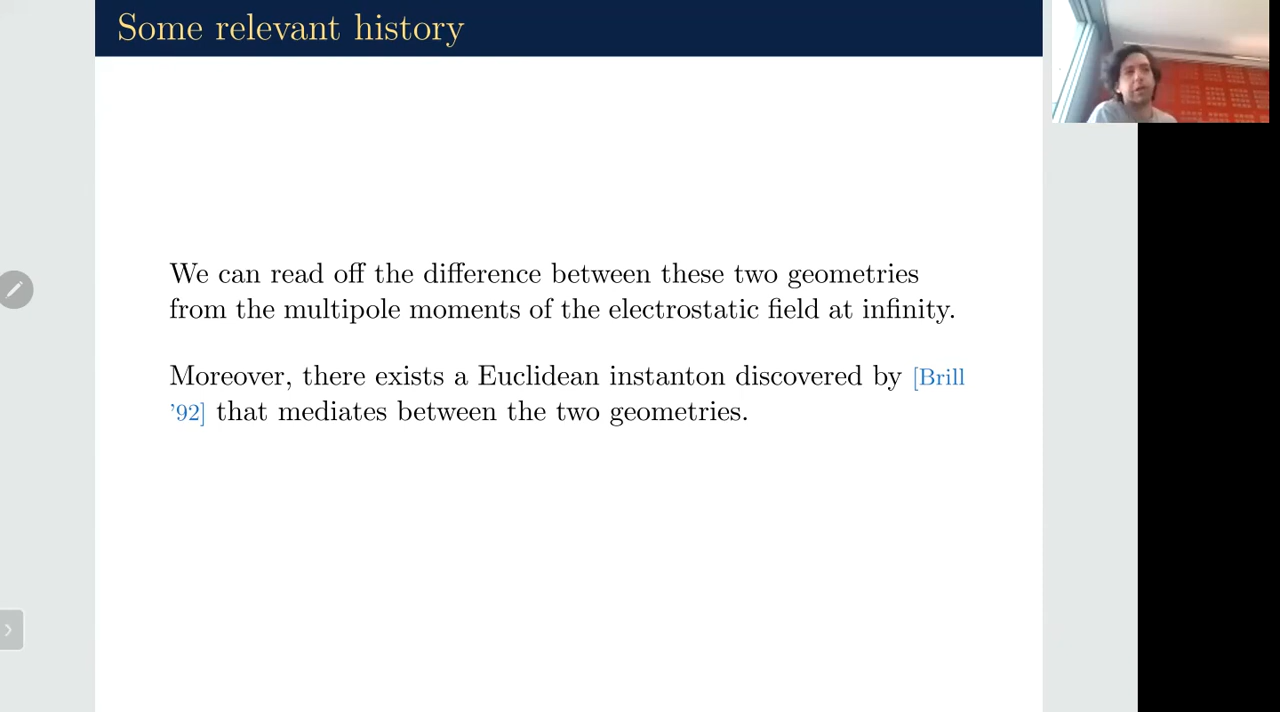 Some relevant history
We can read off the difference between these two geometries
from the multipole moments of the electrostatic field at infinity.
Moreover, there exists a Euclidean instanton discovered by [Brill
’92] that mediates between the two geometries.